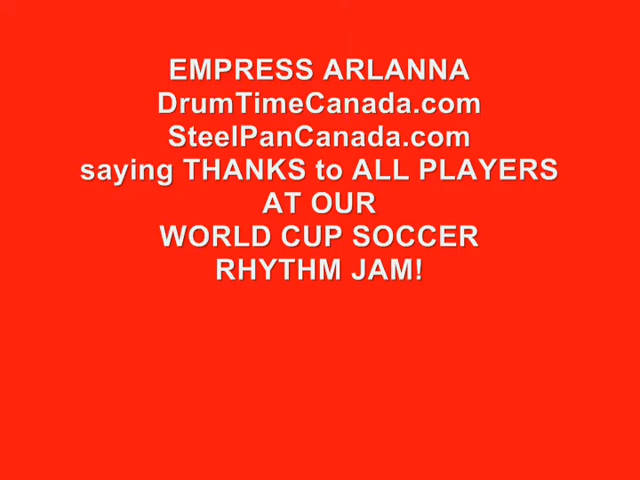 EMPRESS ARLANNA
DrumTimeCanada.com
SteelPanCanada.com
saying THANKS to ALL PLAYERS
AT OUR
WORLD CUP SOCCER
RHYTHM JAM!